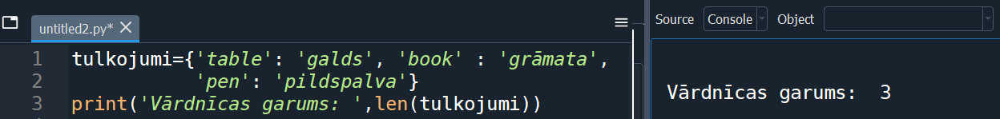 untitled2.py*
1 tulkojumi={'table': 'galds', 'book' : 'grāmata',
2 'pen': 'pildspalva'}
3 print('Vārdnīcas garums: ',len(tulkojumi))
Source Console Object
Vārdnīcas garums:  3